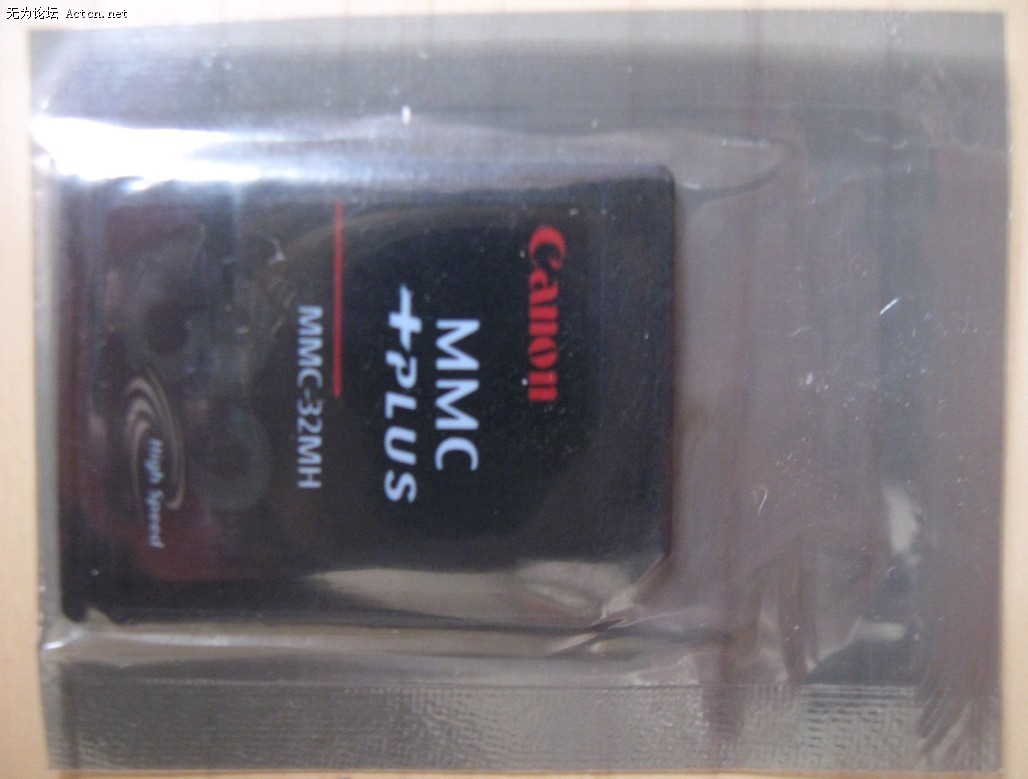 无为论坛 Actcn.net
Canon
MMC
+PLUS
MMC-32MH
High Speed